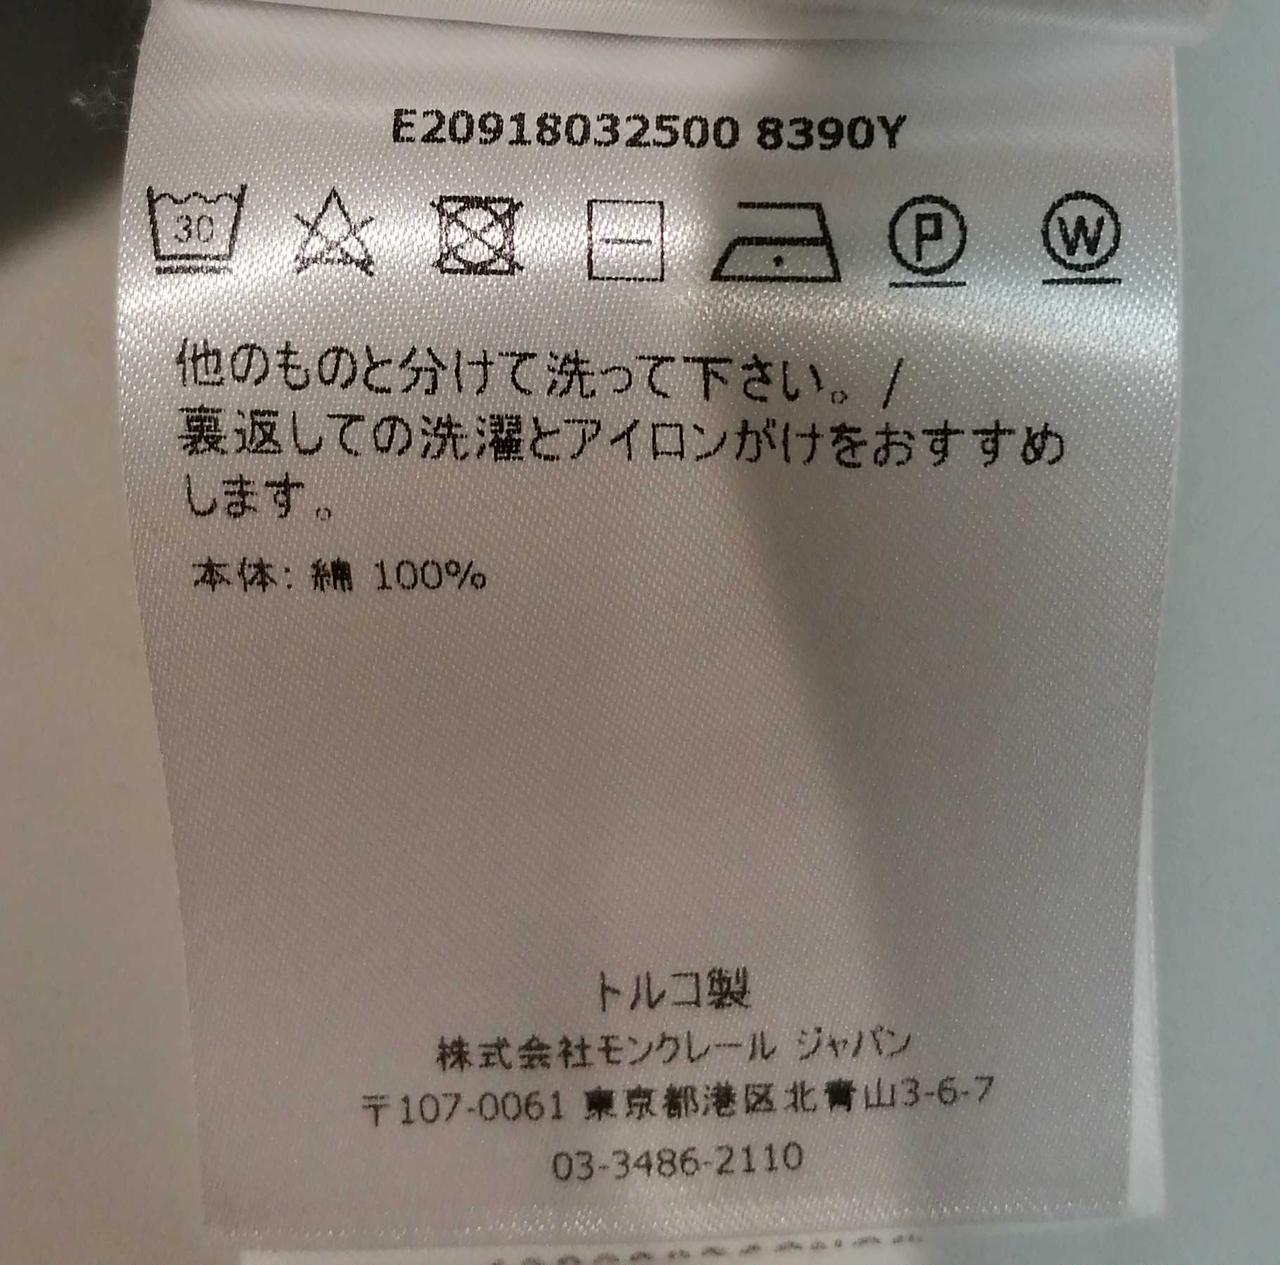 E20918032500 8390Y
30
P
W
他のものと分けて洗って下さい。/
裏返しての洗濯とアイロンがけをおすすめ
します。
本体: 綿 100%
トルコ製
株式会社モンクレール ジャパン
〒107-0061 東京都港区北青山3-6-7
03-3486-2110